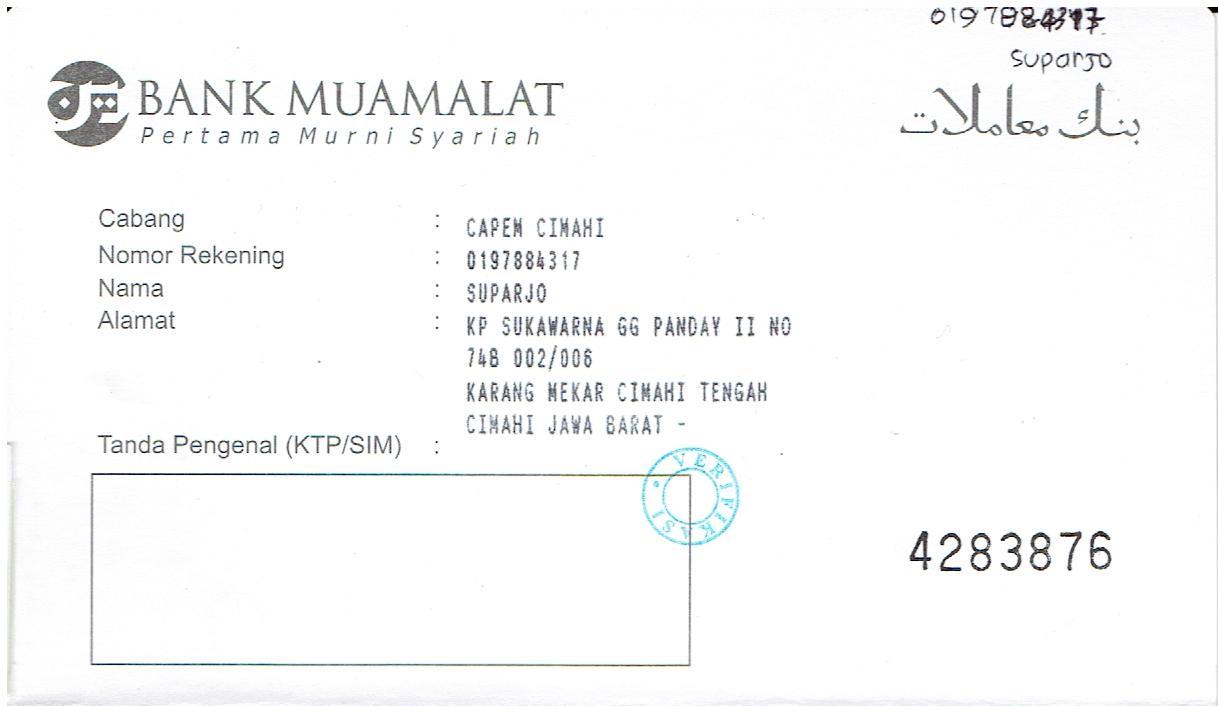 0197884317
Suparjo
BANK MUAMALAT
Pertama Murni Syariah
بنك معاملات
Cabang : CAPEM CIMAHI
Nomor Rekening : 0197884317
Nama : SUPARJO
Alamat : KP SUKAWARNA GG PANDAY II NO
74B 002/006
KARANG MEKAR CIMAHI TENGAH
CIMAHI JAWA BARAT -
Tanda Pengenal (KTP/SIM) :
VERIFIKASI
4283876